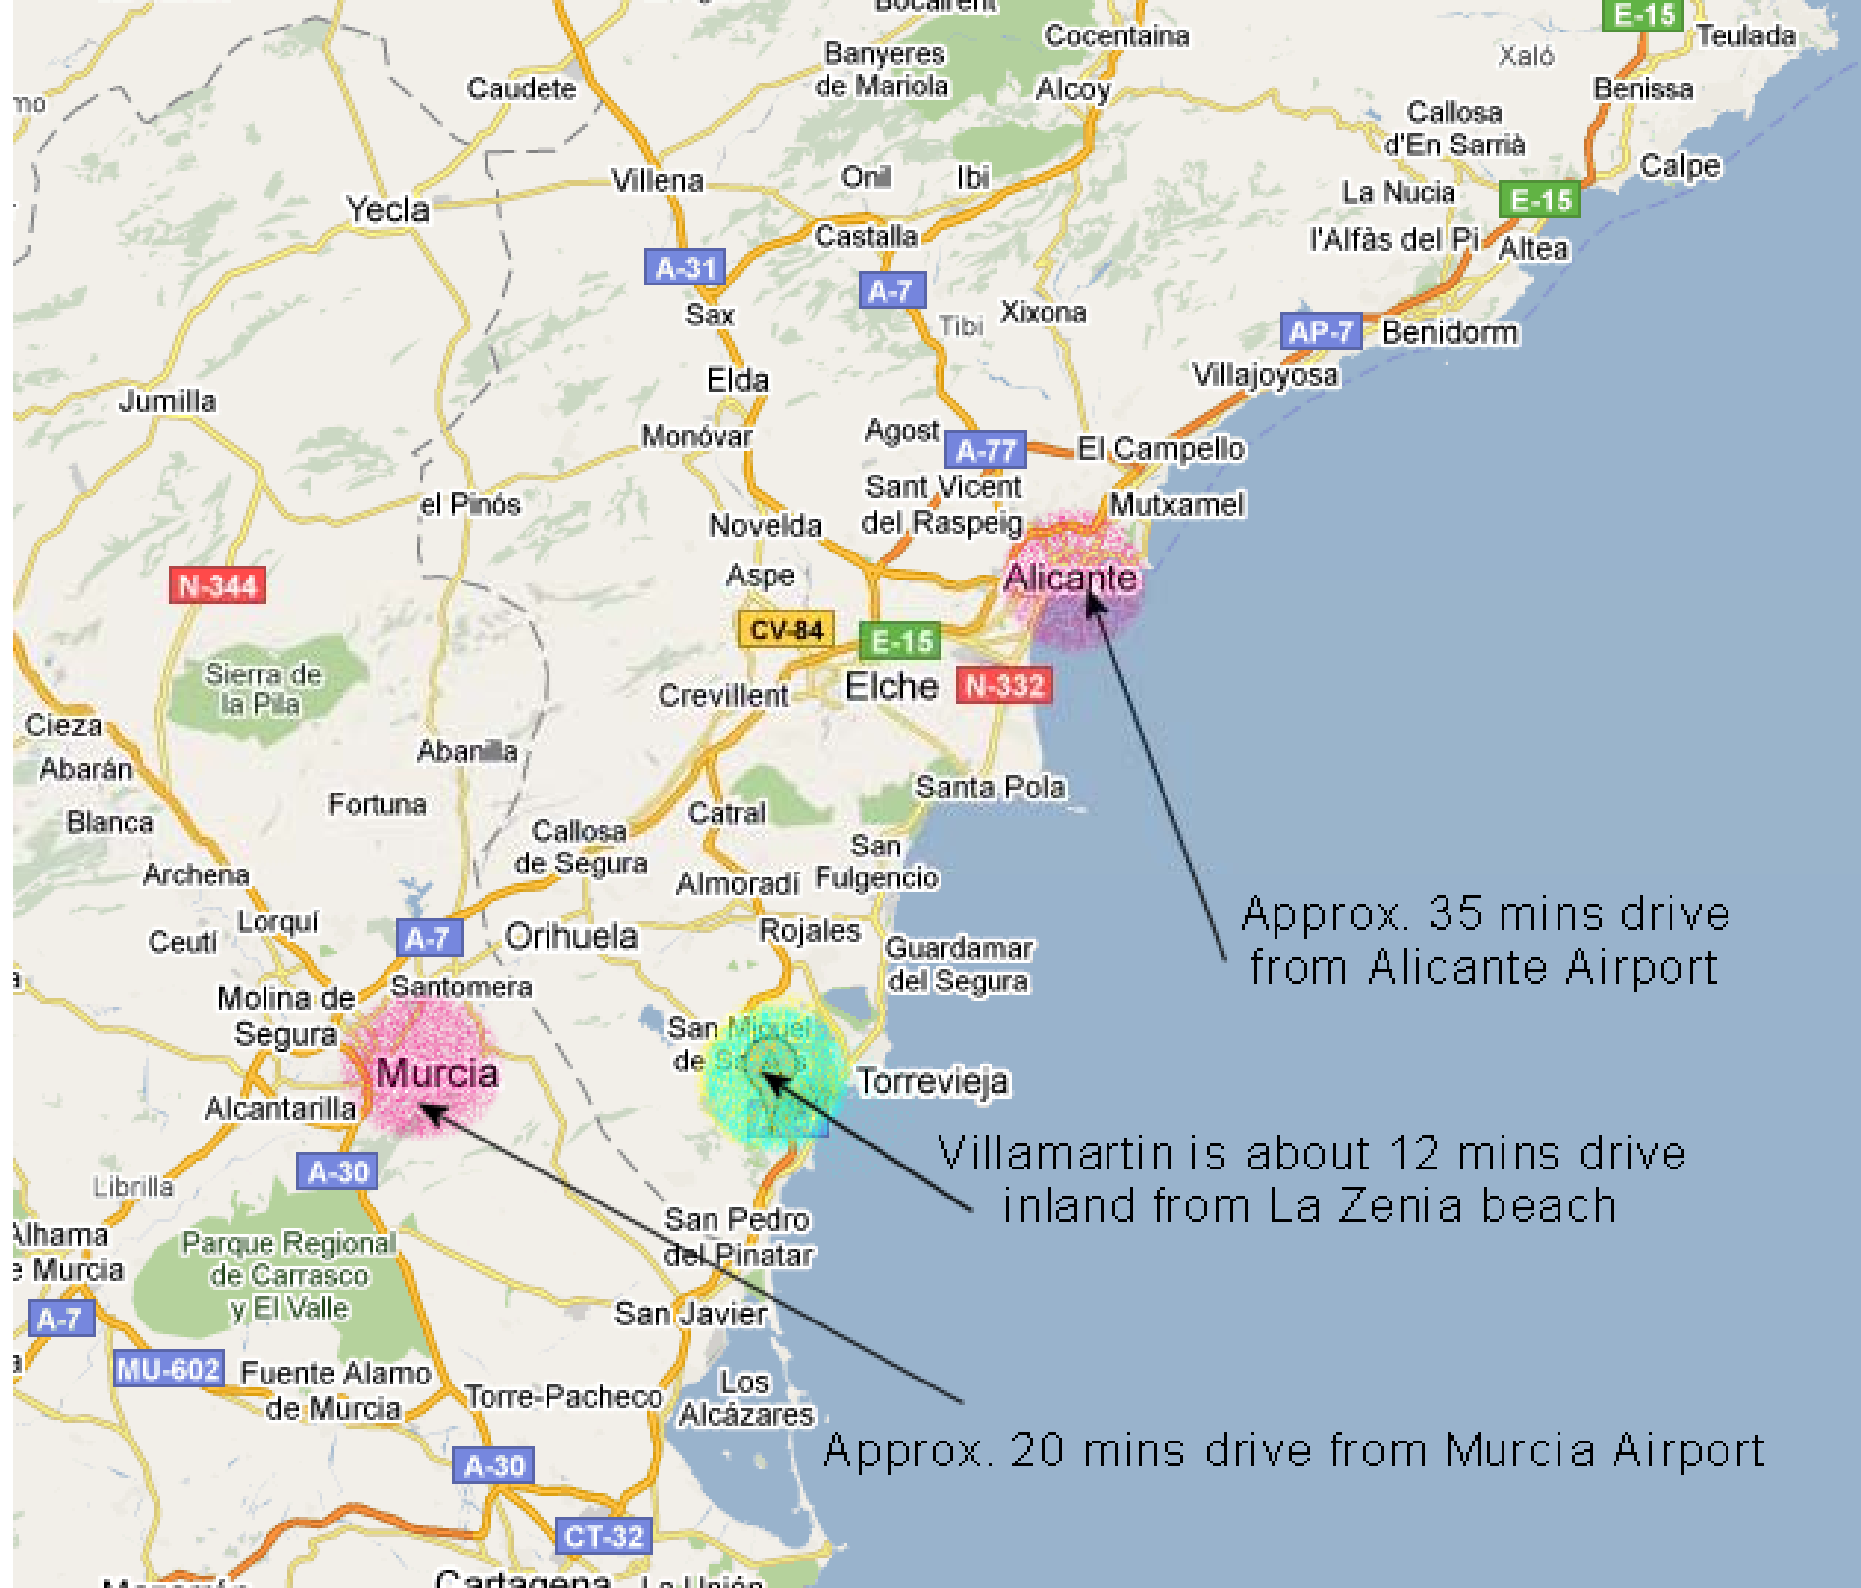 E-15
Teulada
Cocentaina
Xaló
Banyeres
de Mariola
Caudete
Alcoy
Benissa
Callosa
d'En Sarrià
Calpe
Villena
Onil
Ibi
La Nucia
E-15
Yecla
Castalla
l'Alfàs del Pi
Altea
A-31
A-7
Sax
Tibi
Xixona
AP-7
Benidorm
Elda
Villajoyosa
Jumilla
Monóvar
Agost
A-77
El Campello
el Pinós
Sant Vicent
del Raspeig
Mutxamel
Novelda
N-344
Aspe
Alicante
CV-84
E-15
Sierra de
la Pila
Crevillent
Elche
N-332
Cieza
Abarán
Abanilla
Santa Pola
Blanca
Fortuna
Catral
Callosa
de Segura
San
Fulgencio
Archena
Almoradí
Lorquí
Ceutí
A-7
Orihuela
Rojales
Guardamar
del Segura
Approx. 35 mins drive
from Alicante Airport
Santomera
Molina de
Segura
San Miguel
de
Murcia
Torrevieja
Alcantarilla
Villamartin is about 12 mins drive
inland from La Zenia beach
A-30
Librilla
San Pedro
del Pinatar
Alhama
e Murcia
Parque Regional
de Carrasco
y El Valle
A-7
San Javier
MU-602
Fuente Alamo
de Murcia
Torre-Pacheco
Los
Alcázares
Approx. 20 mins drive from Murcia Airport
A-30
CT-32
Cartagena
La Unión